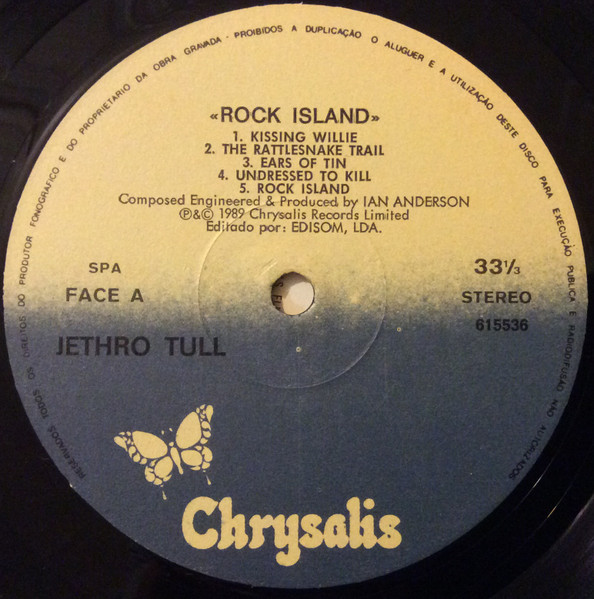 RESERVADOS TODOS OS DIREITOS DO PRODUTOR FONOGRAFICO E DO PROPRIETARIO DA OBRA GRAVADA - PROIBIDOS A DUPLICAÇÃO O ALUGUER E A UTILIZAÇÃO DESTE DISCO PARA EXECUÇÃO PUBLICA E RADIODIFUSÃO NÃO AUTORIZADOS
«ROCK ISLAND»
1. KISSING WILLIE
2. THE RATTLESNAKE TRAIL
3. EARS OF TIN
4. UNDRESSED TO KILL
5. ROCK ISLAND
Composed Engineered & Produced by IAN ANDERSON
℗&© 1989 Chrysalis Records Limited
Editado por: EDISOM, LDA.
SPA
FACE A
33⅓
STEREO
615536
JETHRO TULL
Chrysalis